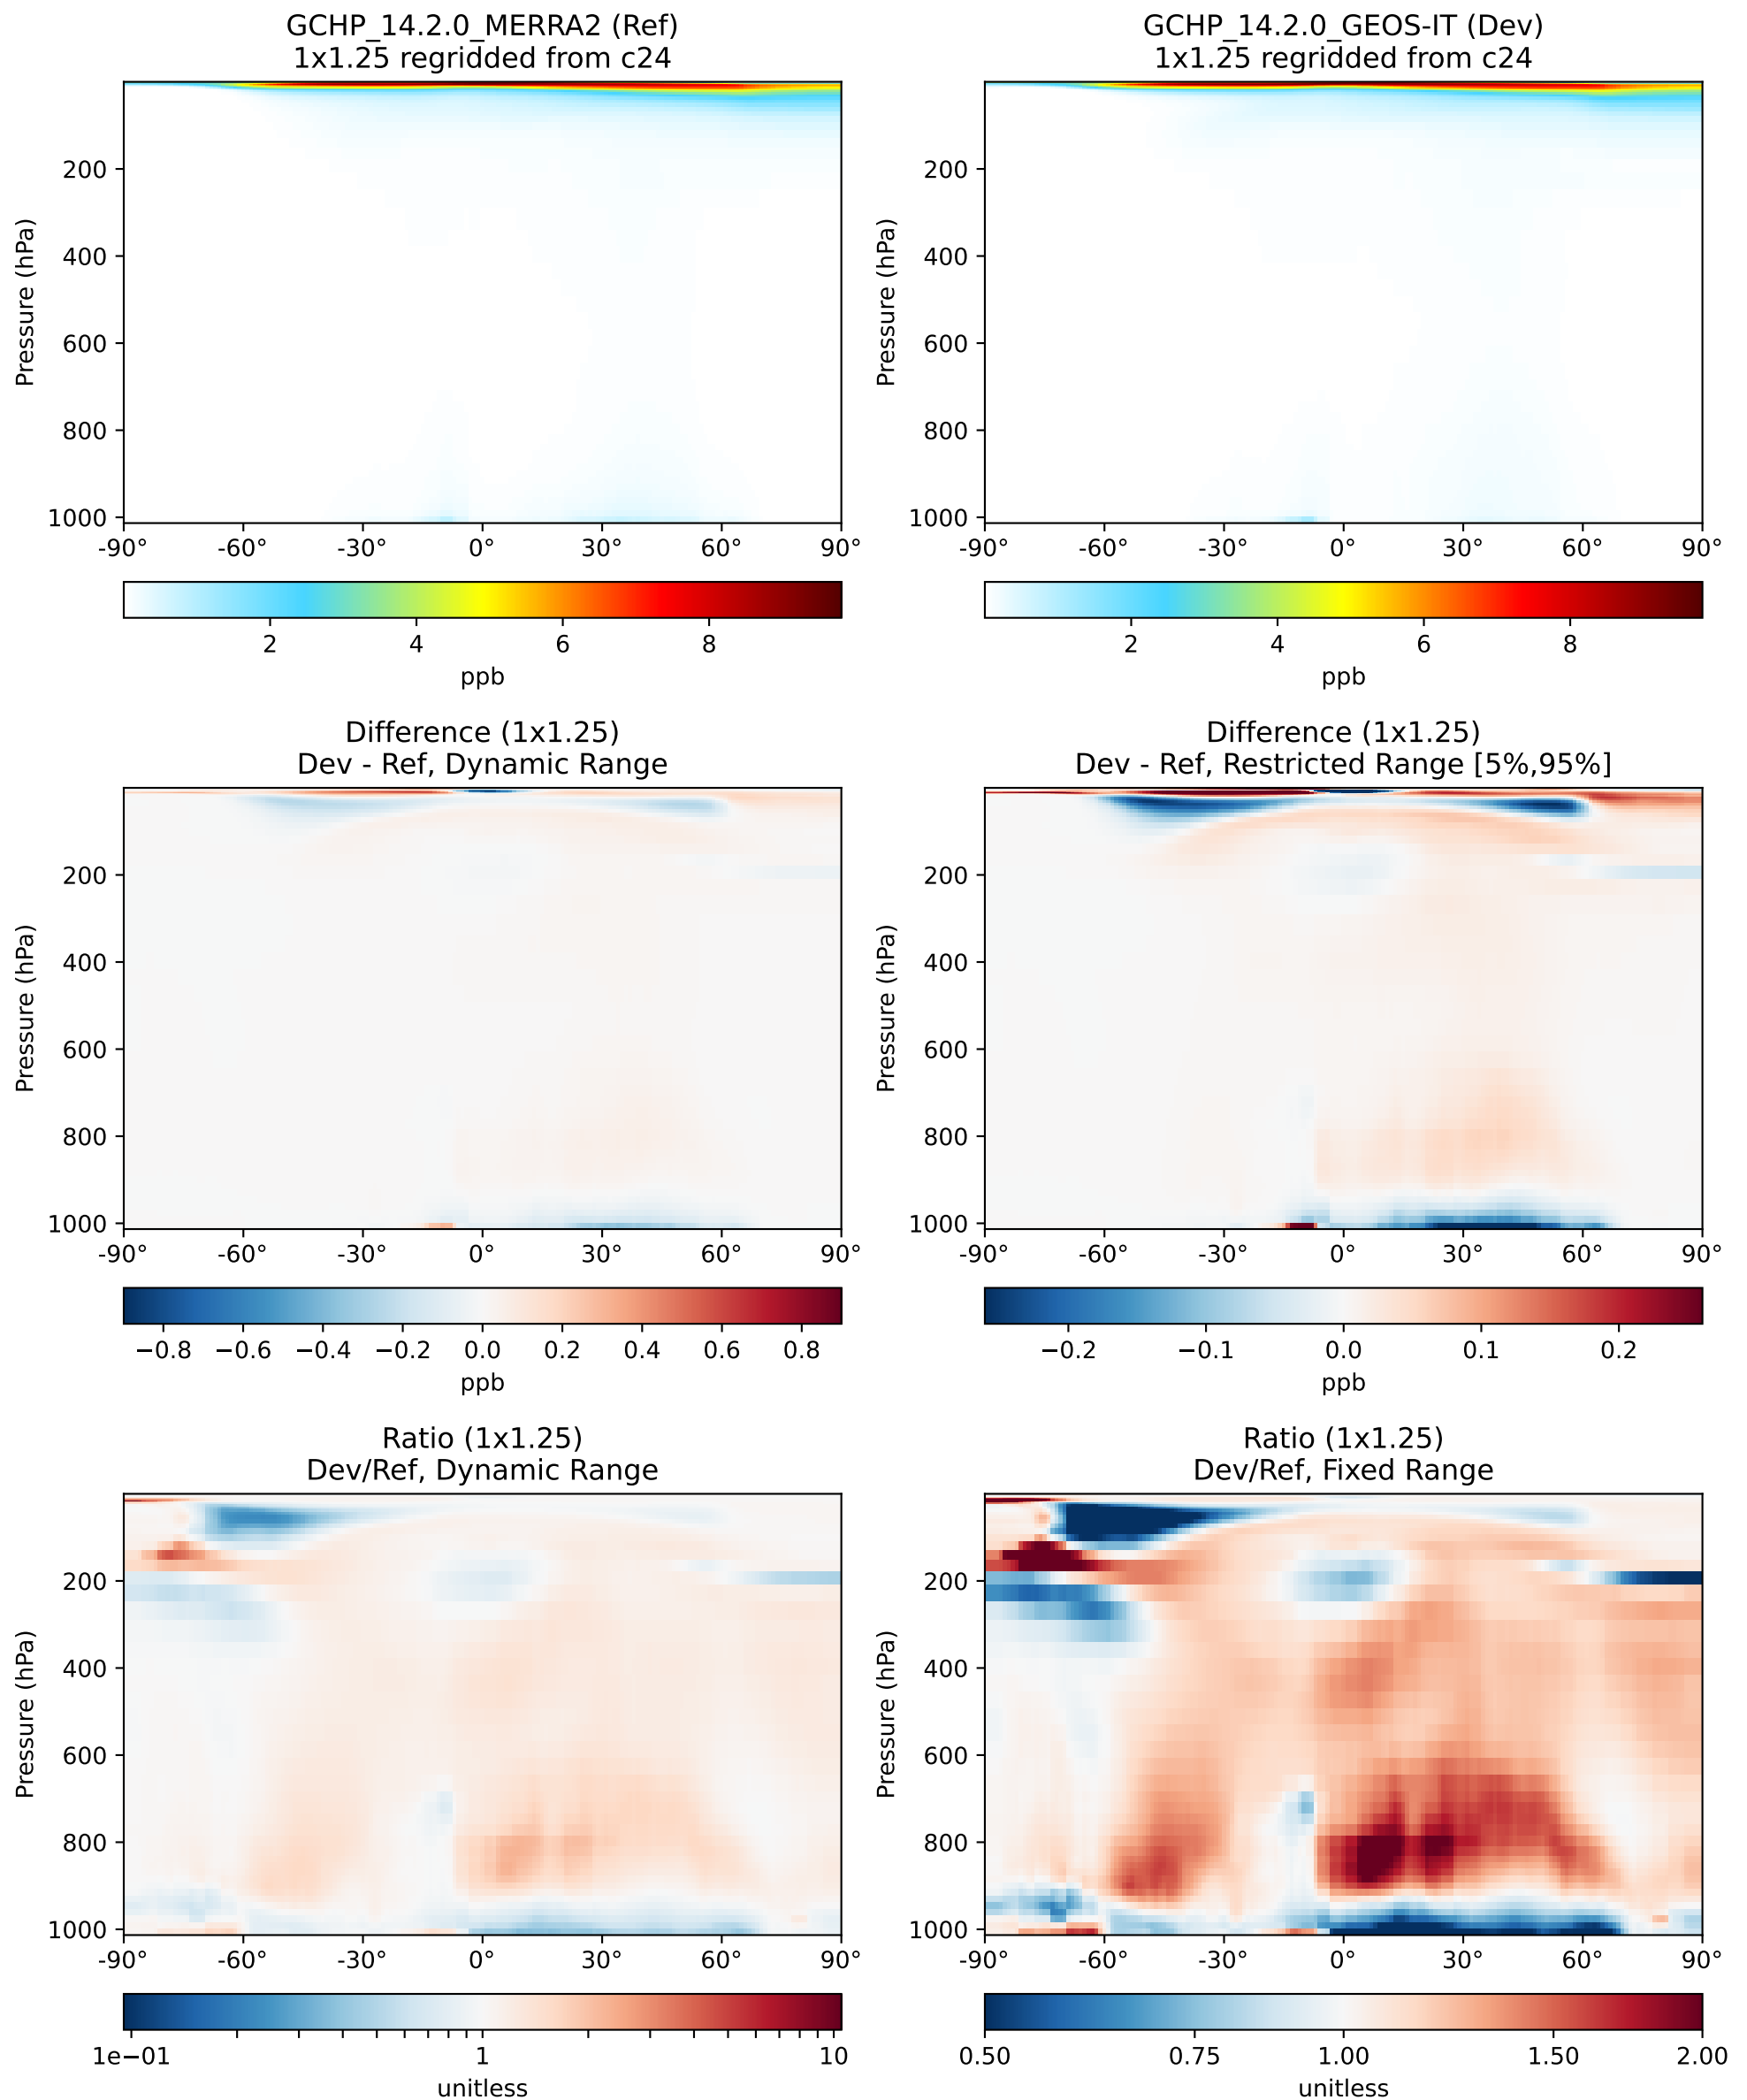 GCHP_14.2.0_MERRA2 (Ref)
1x1.25 regridded from c24
Pressure (hPa)
200
400
600
800
1000
-90° -60° -30° 0° 30° 60° 90°
2 4 6 8
ppb
GCHP_14.2.0_GEOS-IT (Dev)
1x1.25 regridded from c24
Pressure (hPa)
200
400
600
800
1000
-90° -60° -30° 0° 30° 60° 90°
2 4 6 8
ppb
Difference (1x1.25)
Dev - Ref, Dynamic Range
Pressure (hPa)
200
400
600
800
1000
-90° -60° -30° 0° 30° 60° 90°
−0.8 −0.6 −0.4 −0.2 0.0 0.2 0.4 0.6 0.8
ppb
Difference (1x1.25)
Dev - Ref, Restricted Range [5%,95%]
Pressure (hPa)
200
400
600
800
1000
-90° -60° -30° 0° 30° 60° 90°
−0.2 −0.1 0.0 0.1 0.2
ppb
Ratio (1x1.25)
Dev/Ref, Dynamic Range
Pressure (hPa)
200
400
600
800
1000
-90° -60° -30° 0° 30° 60° 90°
1e−01 1 10
unitless
Ratio (1x1.25)
Dev/Ref, Fixed Range
Pressure (hPa)
200
400
600
800
1000
-90° -60° -30° 0° 30° 60° 90°
0.50 0.75 1.00 1.50 2.00
unitless